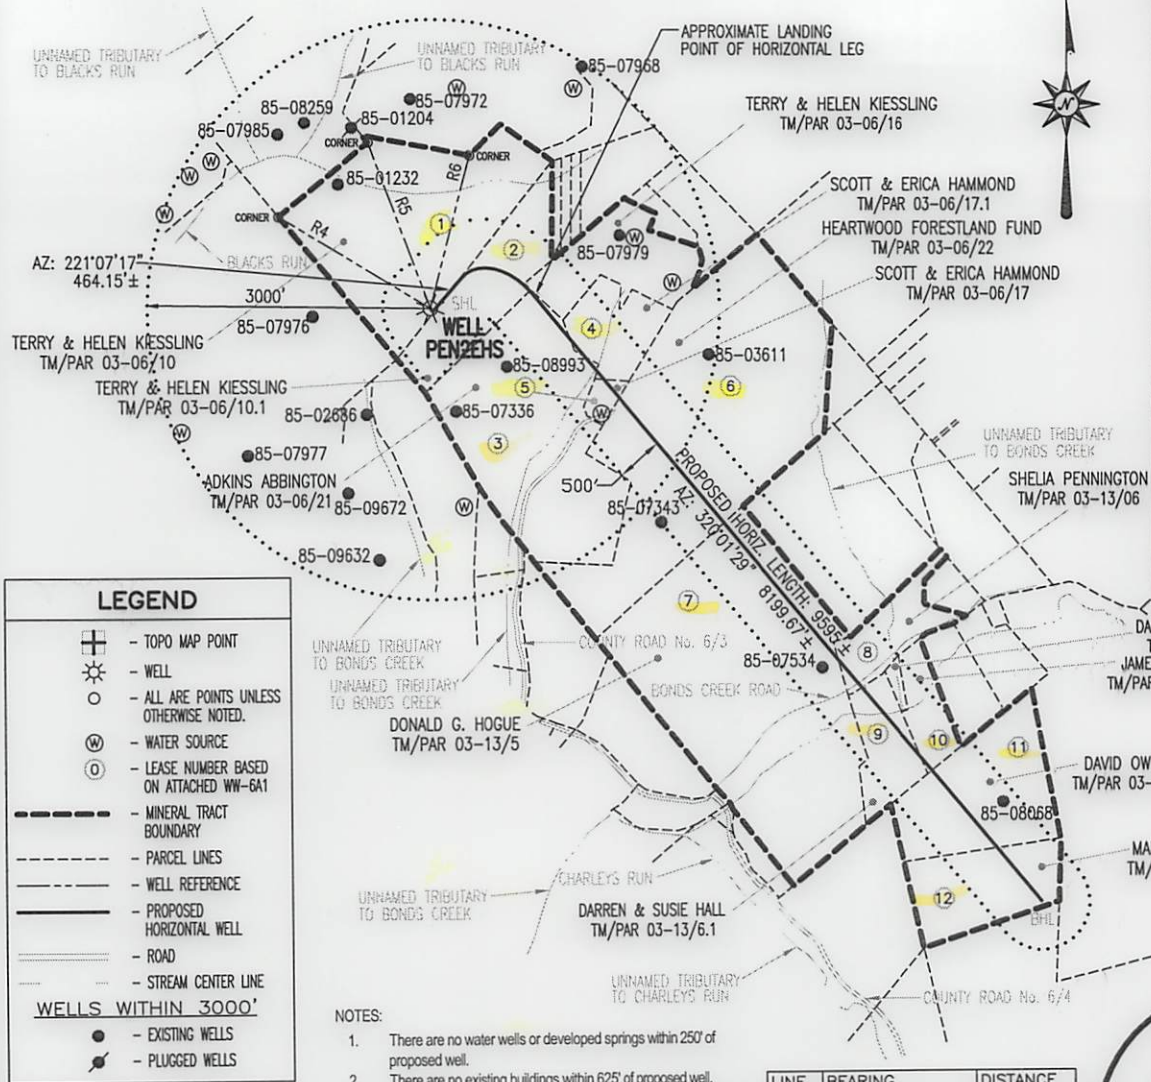 UNNAMED TRIBUTARY
TO BLACKS RUN
UNNAMED TRIBUTARY
TO BLACKS RUN
APPROXIMATE LANDING
POINT OF HORIZONTAL LEG
N
85-07968
W
W
85-07972
85-08259
85-01204
85-07985
CORNER
CORNER
R6
R5
85-01232
W
W
W
CORNER
R4
1
2
TERRY & HELEN KIESSLING
TM/PAR 03-06/16
SCOTT & ERICA HAMMOND
TM/PAR 03-06/17.1
HEARTWOOD FORESTLAND FUND
TM/PAR 03-06/22
SCOTT & ERICA HAMMOND
TM/PAR 03-06/17
W
85-07979
W
AZ: 221°07'17"
464.15'±
BLACKS RUN
3000'
SHL
WELL
PEN2EHS
85-07976
4
TERRY & HELEN KIESSLING
TM/PAR 03-06/10
85-08993
85-03611
TERRY & HELEN KIESSLING
TM/PAR 03-06/10.1
5
6
85-02686
85-07336
W
W
3
85-07977
ADKINS ABBINGTON
TM/PAR 03-06/21
85-09672
W
500'
85-07343
85-09632
PROPOSED HORIZ. LENGTH: 9595'±
AZ: 320°01'29" 8199.67'±
UNNAMED TRIBUTARY
TO BONDS CREEK
SHELIA PENNINGTON
TM/PAR 03-13/06
7
8
UNNAMED TRIBUTARY
TO BONDS CREEK
COUNTY ROAD No. 6/3
85-07534
UNNAMED TRIBUTARY
TO BONDS CREEK
BONDS CREEK ROAD
DONALD G. HOGUE
TM/PAR 03-13/5
DA
T
JAME
TM/PAR
9
10
11
DAVID OW
TM/PAR 03-
85-08068
MA
TM/
CHARLEYS RUN
UNNAMED TRIBUTARY
TO BONDS CREEK
DARREN & SUSIE HALL
TM/PAR 03-13/6.1
12
BHL
UNNAMED TRIBUTARY
TO CHARLEYS RUN
COUNTY ROAD No. 6/4
LEGEND
- TOPO MAP POINT
- WELL
- ALL ARE POINTS UNLESS
OTHERWISE NOTED.
W - WATER SOURCE
0 - LEASE NUMBER BASED
ON ATTACHED WW-6A1
- MINERAL TRACT
BOUNDARY
- PARCEL LINES
- WELL REFERENCE
- PROPOSED
HORIZONTAL WELL
- ROAD
- STREAM CENTER LINE
WELLS WITHIN 3000'
- EXISTING WELLS
- PLUGGED WELLS
NOTES:
1. There are no water wells or developed springs within 250' of
proposed well.
2. There are no existing buildings within 625' of proposed well.
LINE BEARING DISTANCE